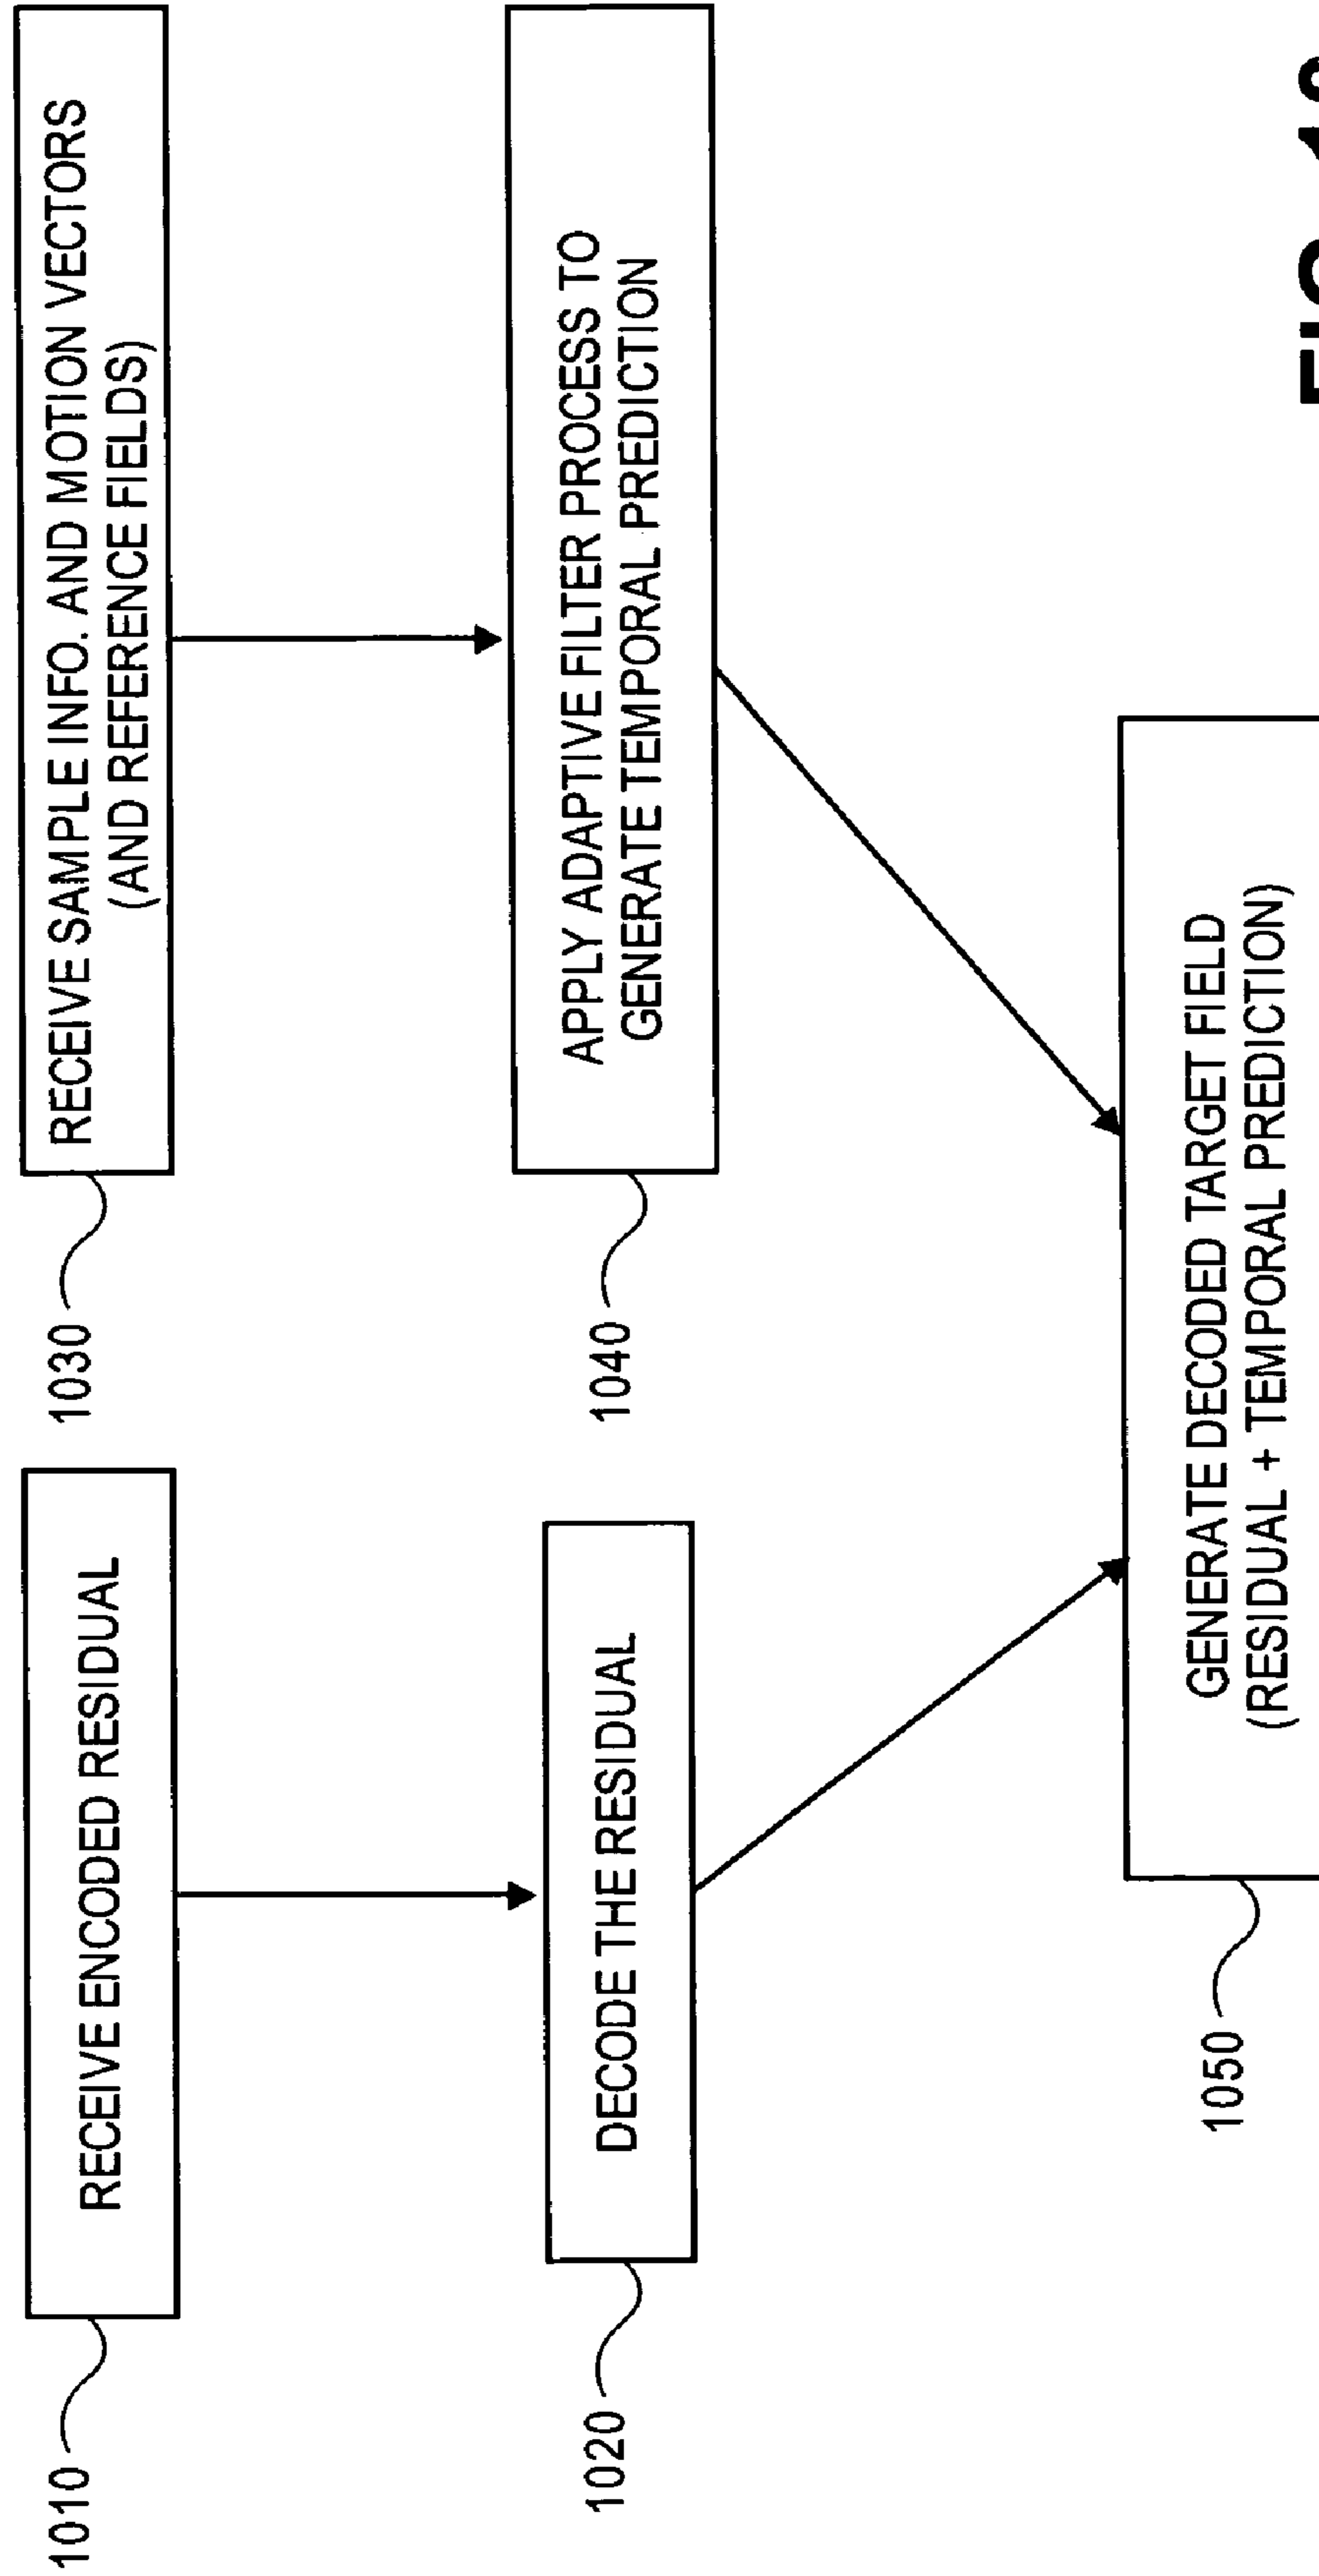 1010
RECEIVE ENCODED RESIDUAL
1030
RECEIVE SAMPLE INFO. AND MOTION VECTORS
(AND REFERENCE FIELDS)
1020
DECODE THE RESIDUAL
1040
APPLY ADAPTIVE FILTER PROCESS TO
GENERATE TEMPORAL PREDICTION
1050
GENERATE DECODED TARGET FIELD
(RESIDUAL + TEMPORAL PREDICTION)